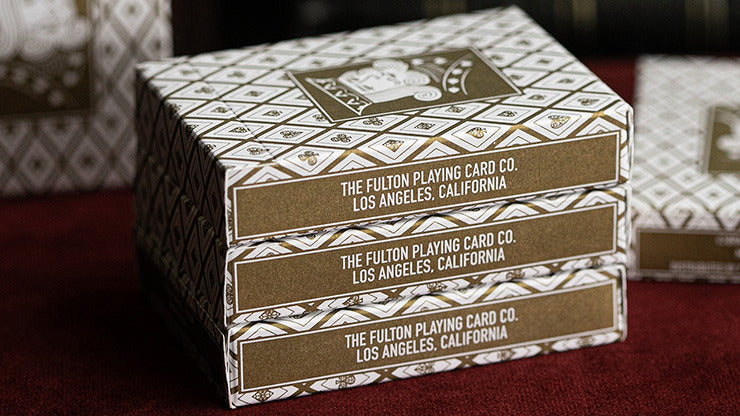 THE FULTON PLAYING CARD CO.
LOS ANGELES, CALIFORNIA
THE FULTON PLAYING CARD CO.
LOS ANGELES, CALIFORNIA
THE FULTON PLAYING CARD CO.
LOS ANGELES, CALIFORNIA